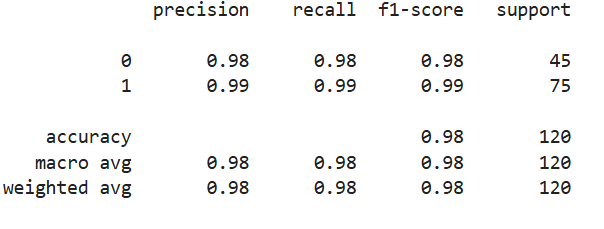 precision recall f1-score support
0 0.98 0.98 0.98 45
1 0.99 0.99 0.99 75
accuracy 0.98 120
macro avg 0.98 0.98 0.98 120
weighted avg 0.98 0.98 0.98 120